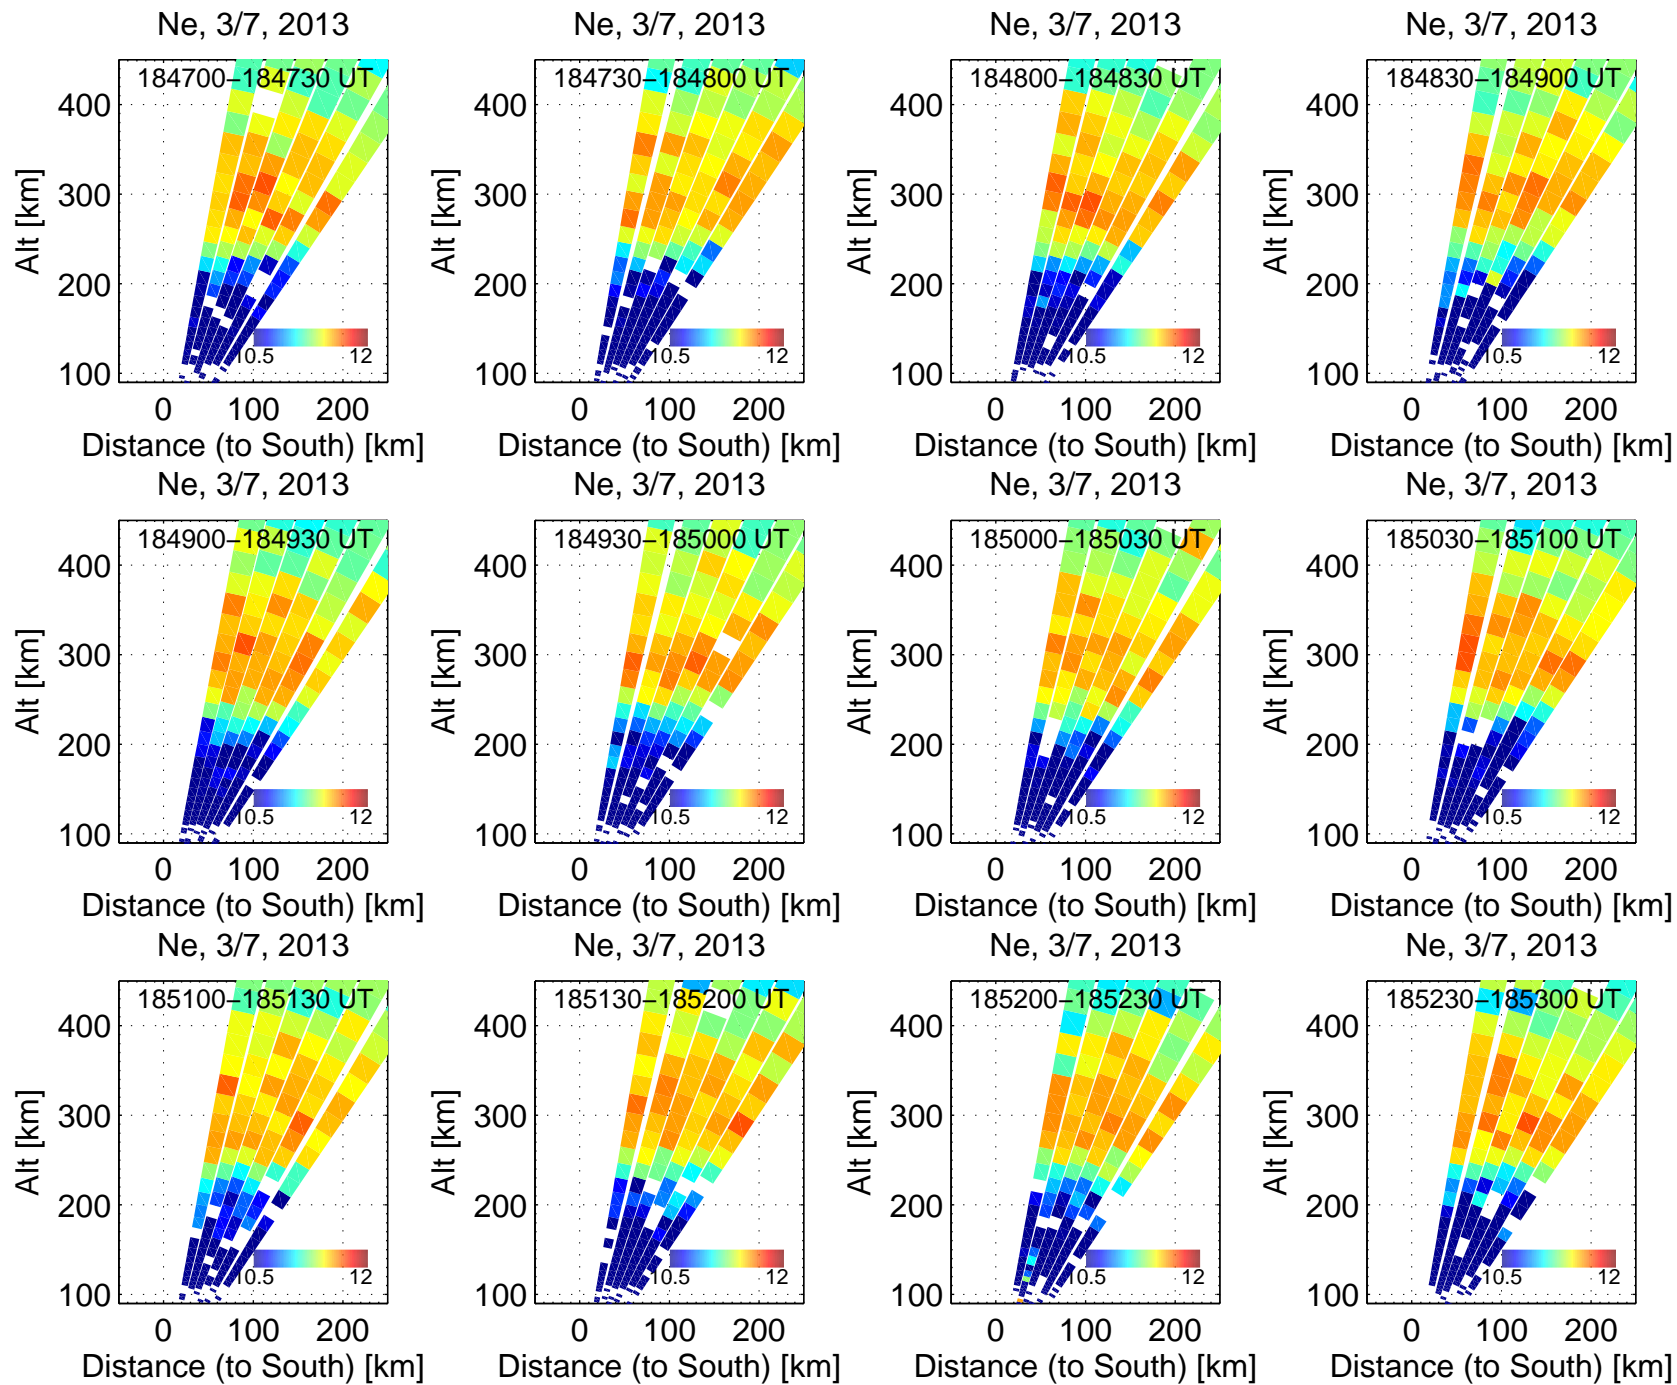 Ne, 3/7, 2013 Ne, 3/7, 2013 Ne, 3/7, 2013 Ne, 3/7, 2013
184700−184730 UT 184730−184800 UT 184800−184830 UT 184830−184900 UT
400 400 400 400
300 300 300 300
Alt [km] Alt [km] Alt [km] Alt [km]
200 200 200 200
10.5 12 10.5 12 10.5 12 10.5 12
100 100 100 100
0 100 200 0 100 200 0 100 200 0 100 200
Distance (to South) [km] Distance (to South) [km] Distance (to South) [km] Distance (to South) [km]
Ne, 3/7, 2013 Ne, 3/7, 2013 Ne, 3/7, 2013 Ne, 3/7, 2013
184900−184930 UT 184930−185000 UT 185000−185030 UT 185030−185100 UT
400 400 400 400
300 300 300 300
Alt [km] Alt [km] Alt [km] Alt [km]
200 200 200 200
10.5 12 10.5 12 10.5 12 10.5 12
100 100 100 100
0 100 200 0 100 200 0 100 200 0 100 200
Distance (to South) [km] Distance (to South) [km] Distance (to South) [km] Distance (to South) [km]
Ne, 3/7, 2013 Ne, 3/7, 2013 Ne, 3/7, 2013 Ne, 3/7, 2013
185100−185130 UT 185130−185200 UT 185200−185230 UT 185230−185300 UT
400 400 400 400
300 300 300 300
Alt [km] Alt [km] Alt [km] Alt [km]
200 200 200 200
10.5 12 10.5 12 10.5 12 10.5 12
100 100 100 100
0 100 200 0 100 200 0 100 200 0 100 200
Distance (to South) [km] Distance (to South) [km] Distance (to South) [km] Distance (to South) [km]